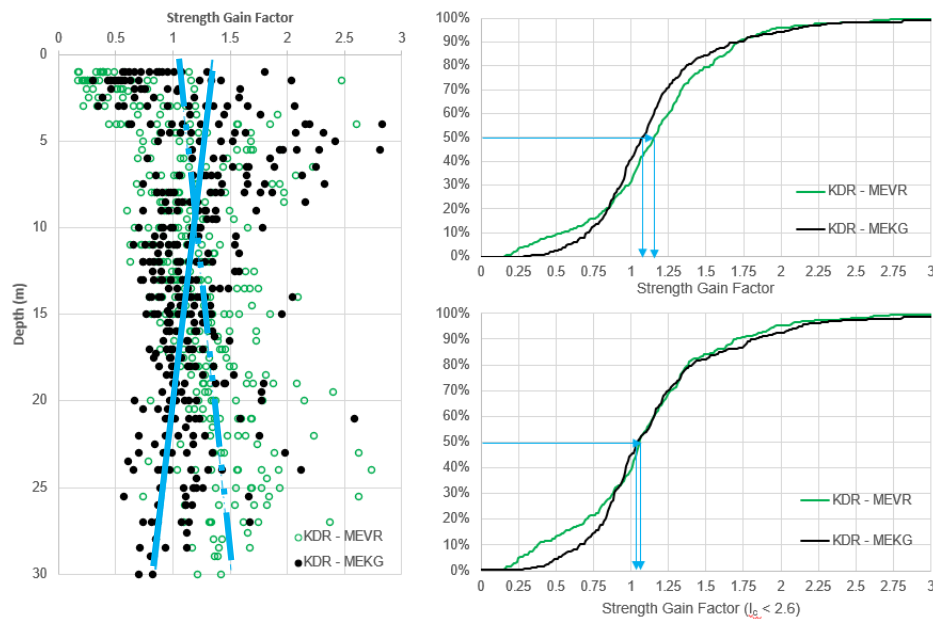 Strength Gain Factor
0 0.5 1 1.5 2 2.5 3
0
5
10
15
20
25
30
Depth (m)
KDR - MEVR
KDR - MEKG
100%
90%
80%
70%
60%
50%
40%
30%
20%
10%
0%
KDR - MEVR
KDR - MEKG
0 0.25 0.5 0.75 1 1.25 1.5 1.75 2 2.25 2.5 2.75 3
Strength Gain Factor
100%
90%
80%
70%
60%
50%
40%
30%
20%
10%
0%
KDR - MEVR
KDR - MEKG
0 0.25 0.5 0.75 1 1.25 1.5 1.75 2 2.25 2.5 2.75 3
Strength Gain Factor (Ic < 2.6)